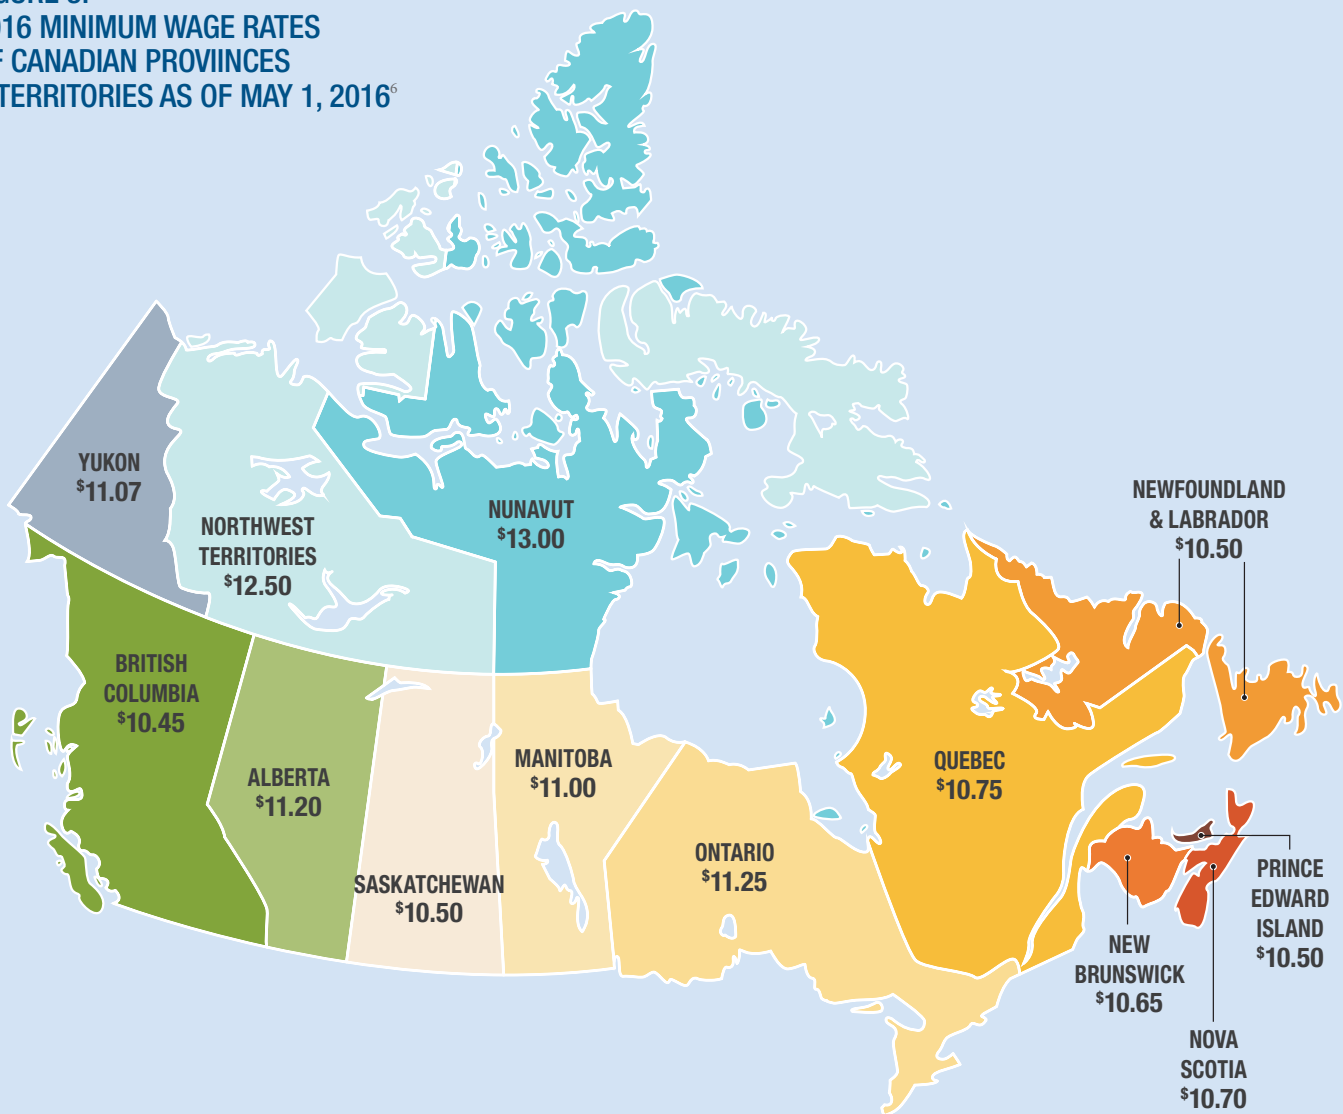 016 MINIMUM WAGE RATES
CANADIAN PROVIINCES
TERRITORIES AS OF MAY 1, 2016⁶
YUKON
$11.07
NORTHWEST
TERRITORIES
$12.50
NUNAVUT
$13.00
NEWFOUNDLAND
& LABRADOR
$10.50
BRITISH
COLUMBIA
$10.45
ALBERTA
$11.20
SASKATCHEWAN
$10.50
MANITOBA
$11.00
ONTARIO
$11.25
QUEBEC
$10.75
PRINCE
EDWARD
ISLAND
$10.50
NEW
BRUNSWICK
$10.65
NOVA
SCOTIA
$10.70